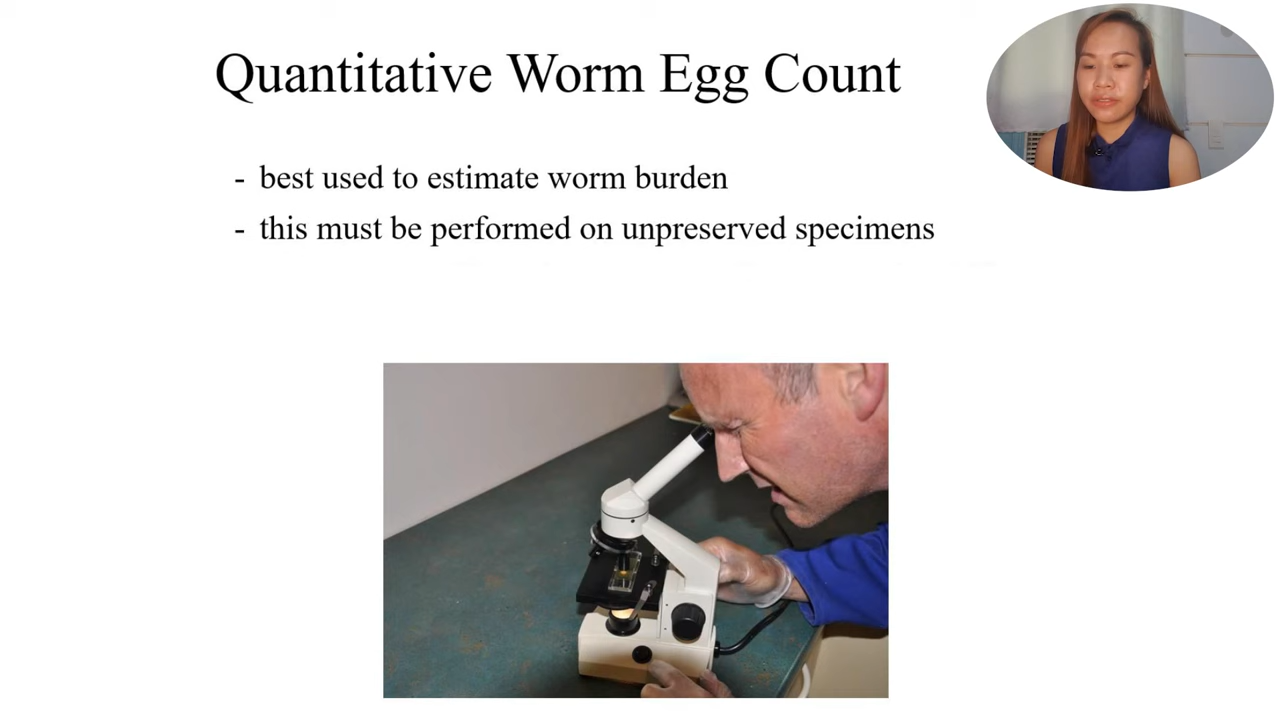 Quantitative Worm Egg Count
- best used to estimate worm burden
- this must be performed on unpreserved specimens